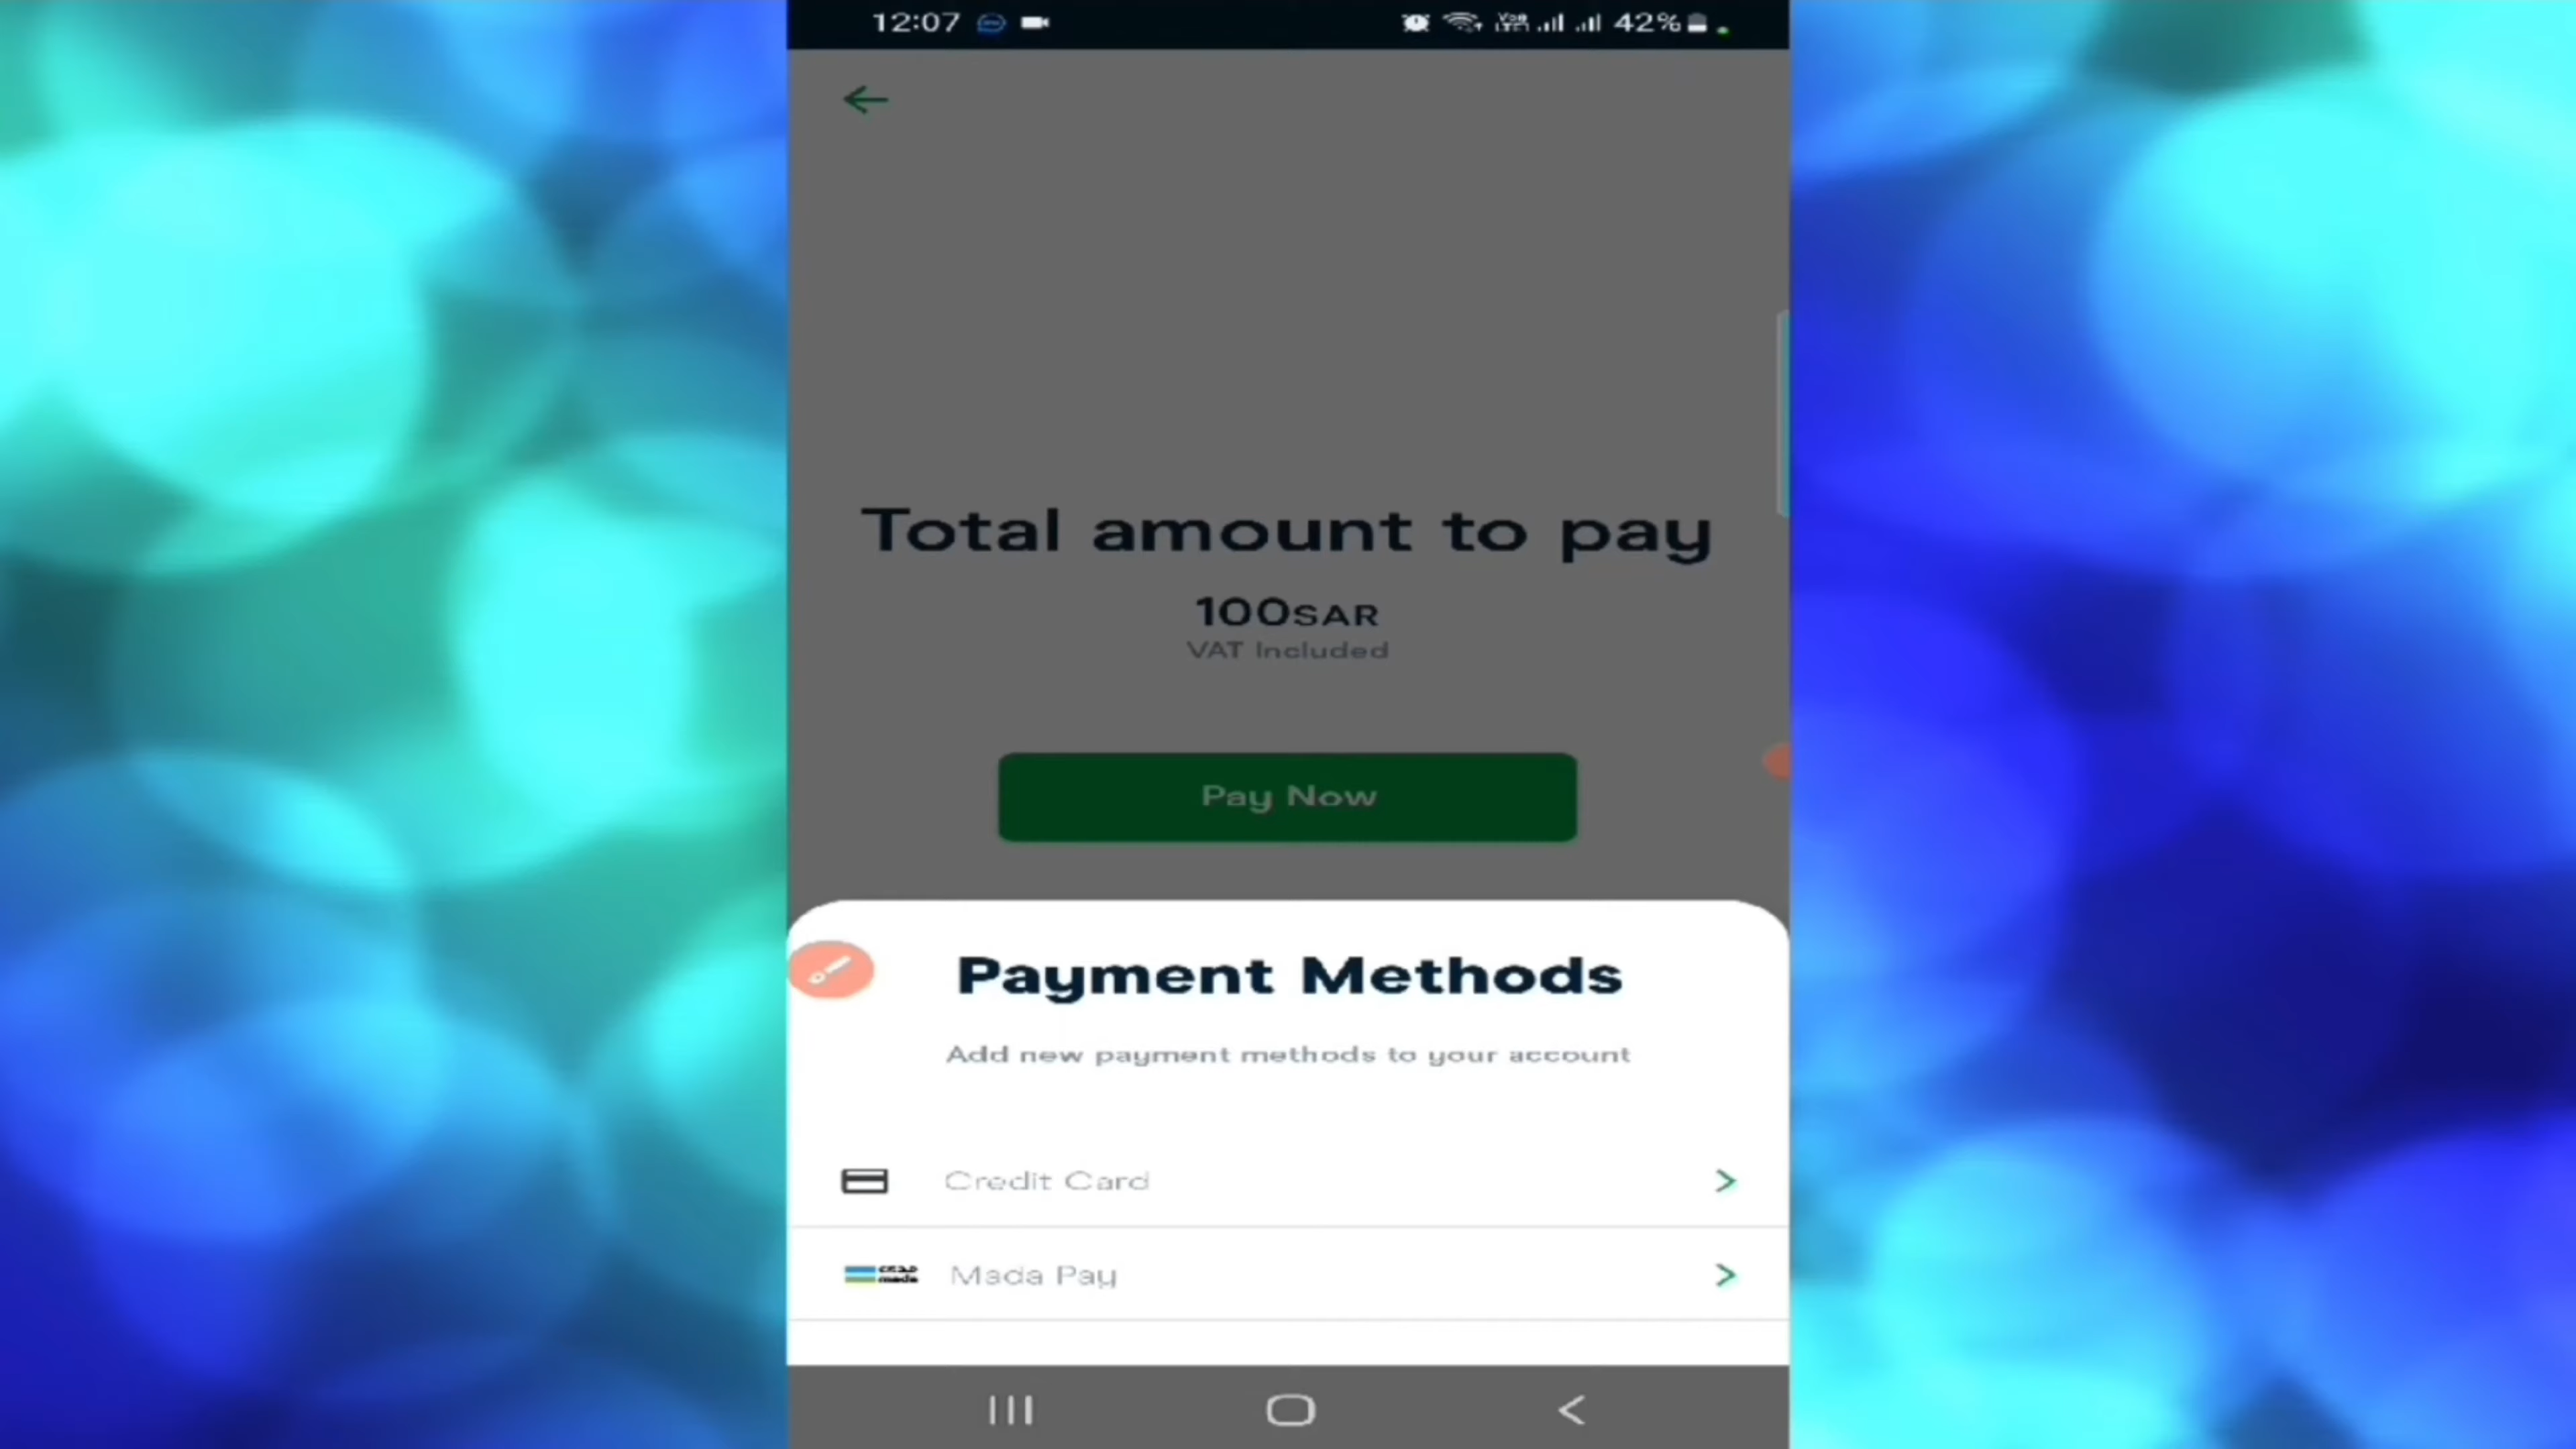 12:07
42%
Total amount to pay
100SAR
VAT Included
Pay Now
Payment Methods
Add new payment methods to your account
Credit Card
mada
Mada Pay